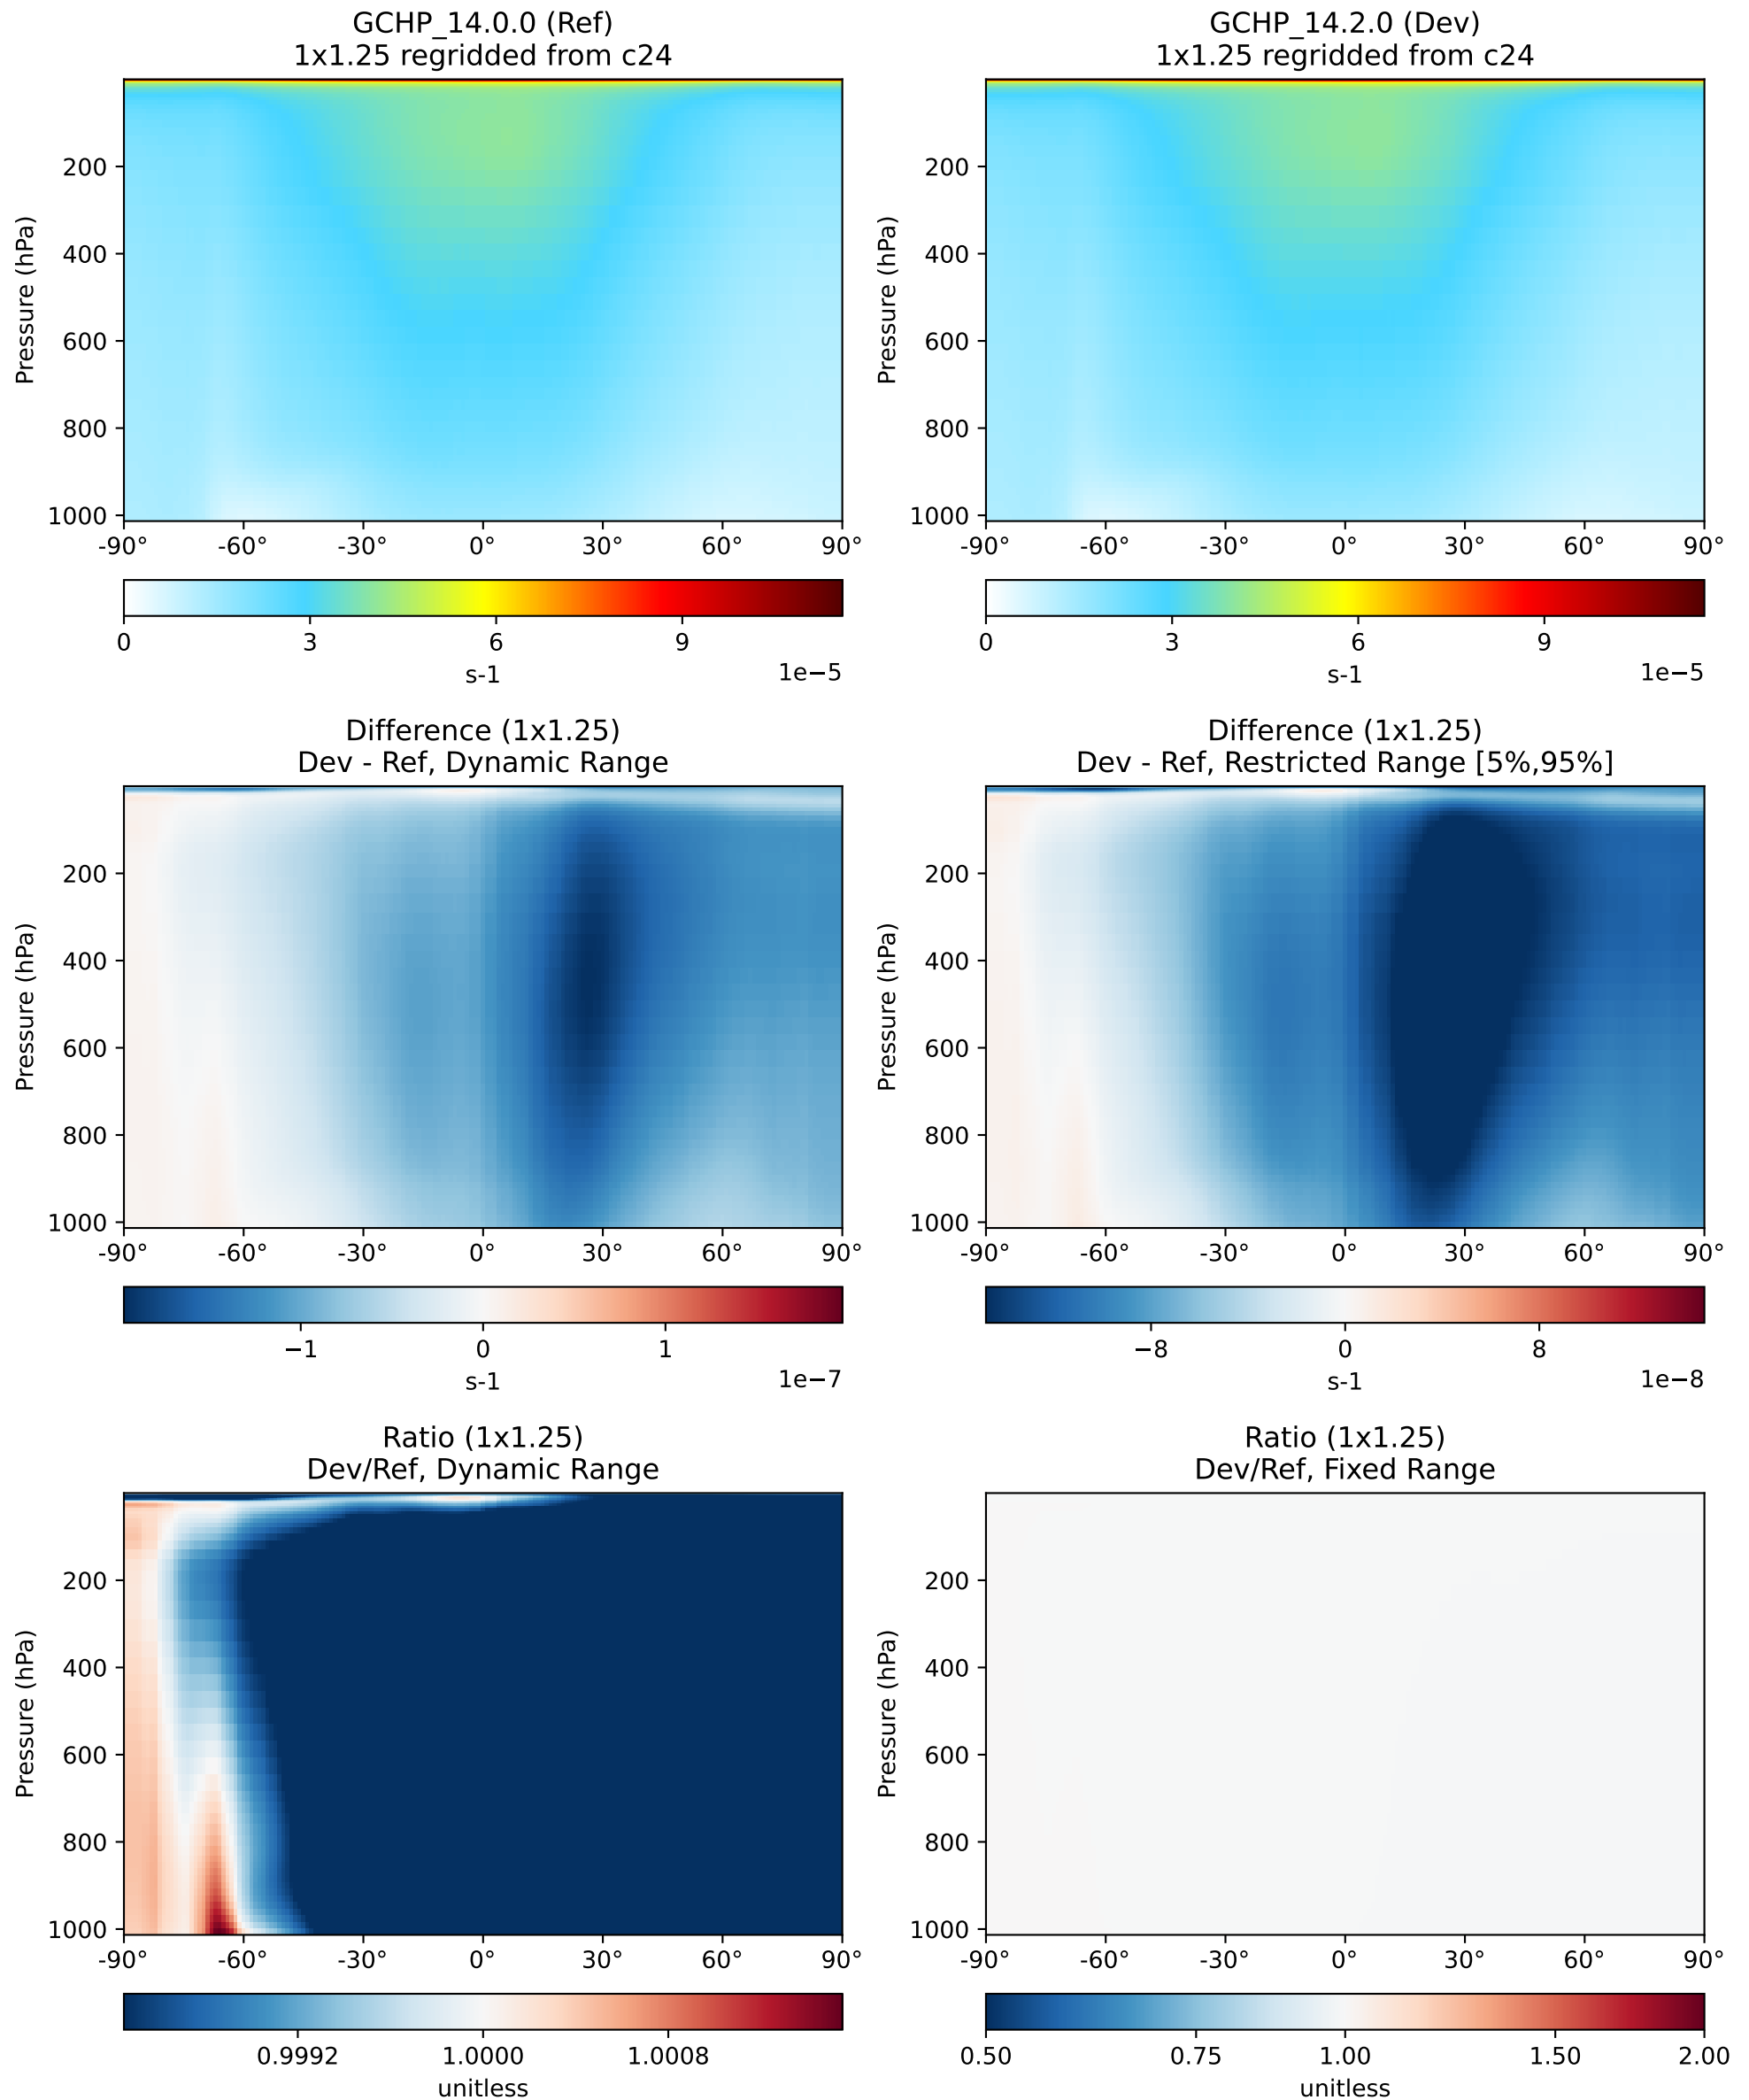 GCHP_14.0.0 (Ref)
1x1.25 regridded from c24
Pressure (hPa)
200
400
600
800
1000
-90° -60° -30° 0° 30° 60° 90°
0 3 6 9
s-1 1e−5
GCHP_14.2.0 (Dev)
1x1.25 regridded from c24
Pressure (hPa)
200
400
600
800
1000
-90° -60° -30° 0° 30° 60° 90°
0 3 6 9
s-1 1e−5
Difference (1x1.25)
Dev - Ref, Dynamic Range
Pressure (hPa)
200
400
600
800
1000
-90° -60° -30° 0° 30° 60° 90°
−1 0 1
s-1 1e−7
Difference (1x1.25)
Dev - Ref, Restricted Range [5%,95%]
Pressure (hPa)
200
400
600
800
1000
-90° -60° -30° 0° 30° 60° 90°
−8 0 8
s-1 1e−8
Ratio (1x1.25)
Dev/Ref, Dynamic Range
Pressure (hPa)
200
400
600
800
1000
-90° -60° -30° 0° 30° 60° 90°
0.9992 1.0000 1.0008
unitless
Ratio (1x1.25)
Dev/Ref, Fixed Range
Pressure (hPa)
200
400
600
800
1000
-90° -60° -30° 0° 30° 60° 90°
0.50 0.75 1.00 1.50 2.00
unitless